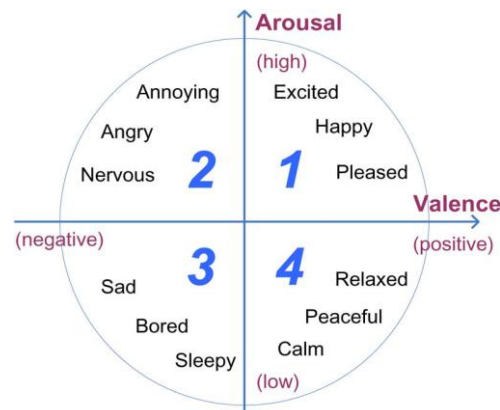 Arousal
(high)
Annoying
Excited
Angry
Happy
Nervous
2
1
Pleased
Valence
(negative)
(positive)
3
4
Sad
Relaxed
Bored
Peaceful
Sleepy
Calm
(low)